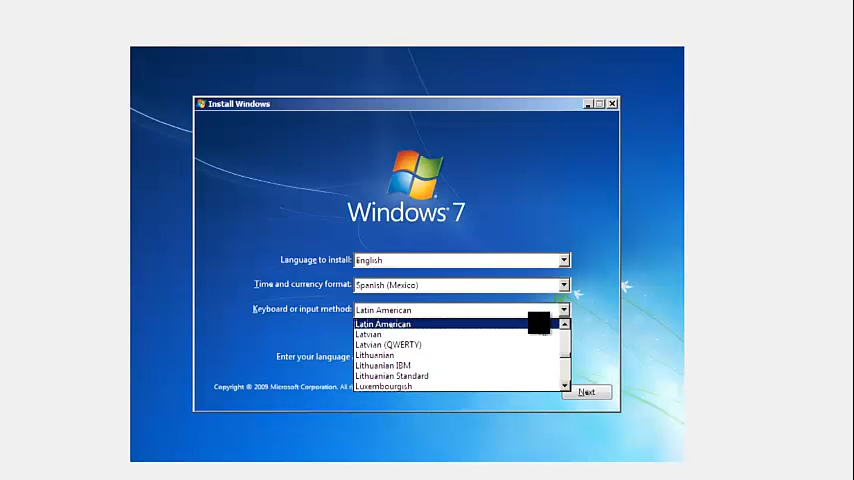 Install Windows
Windows 7
Language to install: English
Time and currency format: Spanish (Mexico)
Keyboard or input method: Latin American
Latin American
Latvian
Latvian (QWERTY)
Lithuanian
Lithuanian IBM
Lithuanian Standard
Luxembourgish
Enter your language
Copyright © 2009 Microsoft Corporation. All
Next